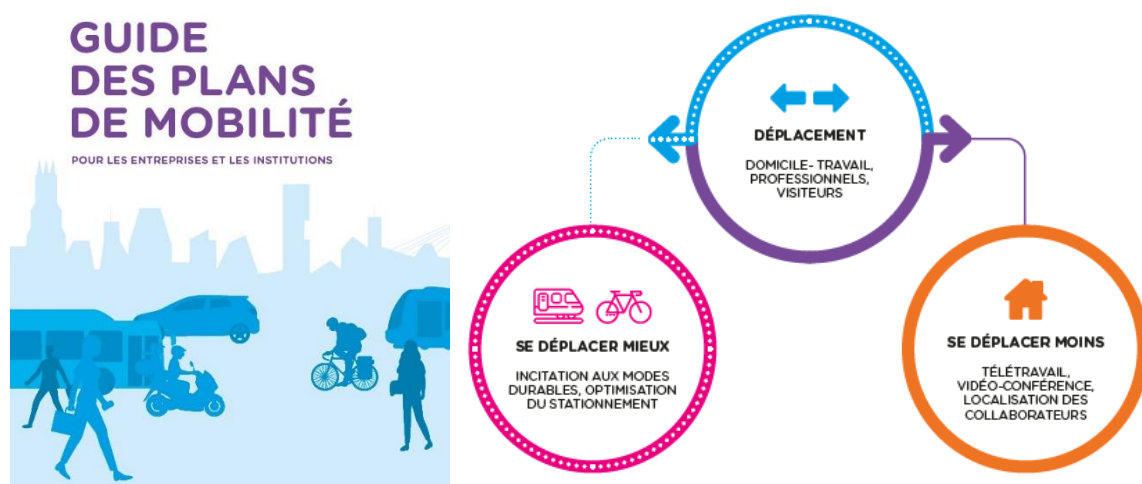 GUIDE
DES PLANS
DE MOBILITÉ
POUR LES ENTREPRISES ET LES INSTITUTIONS
DÉPLACEMENT
DOMICILE- TRAVAIL,
PROFESSIONNELS,
VISITEURS
SE DÉPLACER MIEUX
INCITATION AUX MODES
DURABLES, OPTIMISATION
DU STATIONNEMENT
SE DÉPLACER MOINS
TÉLÉTRAVAIL,
VIDÉO-CONFÉRENCE,
LOCALISATION DES
COLLABORATEURS